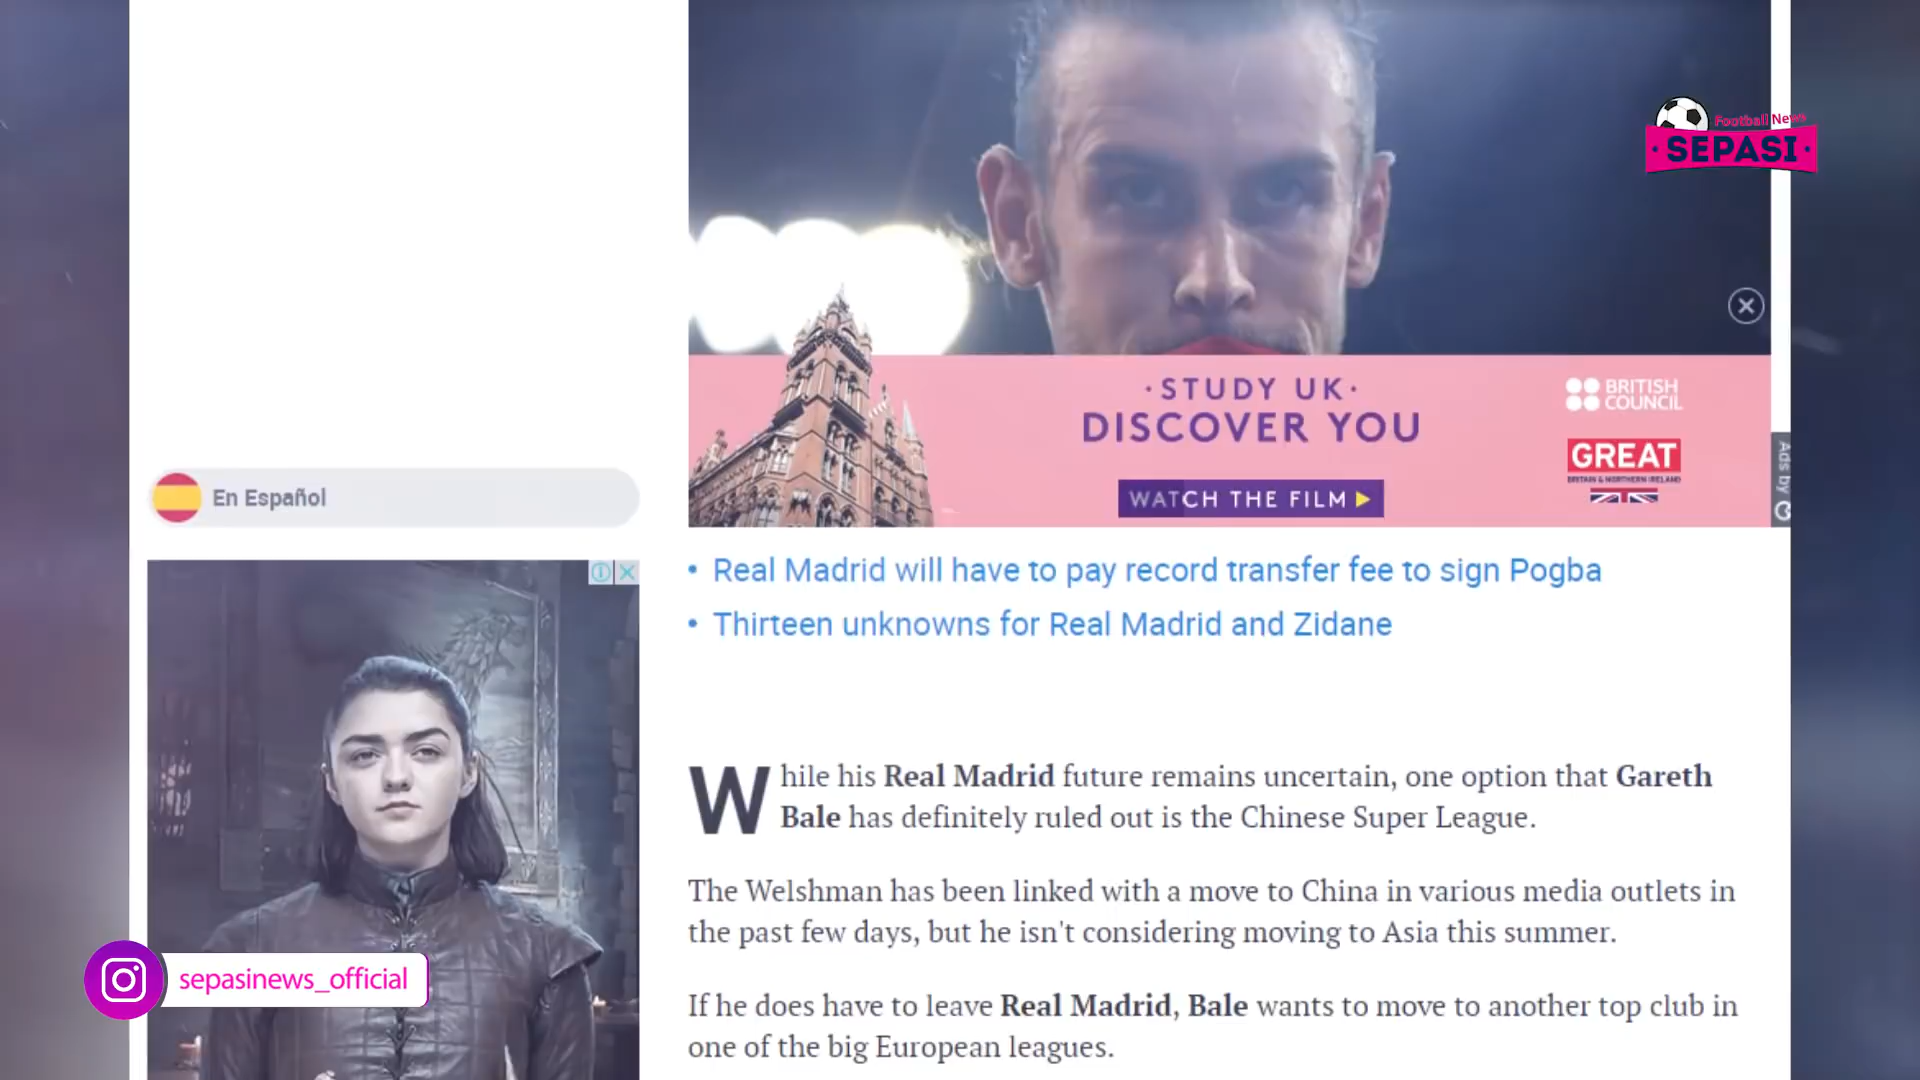 Football News
SEPASI
STUDY UK
DISCOVER YOU
WATCH THE FILM
BRITISH
COUNCIL
GREAT
BRITAIN & NORTHERN IRELAND
Ads by
En Español
• Real Madrid will have to pay record transfer fee to sign Pogba
• Thirteen unknowns for Real Madrid and Zidane
While his Real Madrid future remains uncertain, one option that Gareth
Bale has definitely ruled out is the Chinese Super League.
The Welshman has been linked with a move to China in various media outlets in
the past few days, but he isn't considering moving to Asia this summer.
If he does have to leave Real Madrid, Bale wants to move to another top club in
one of the big European leagues.
sepasinews_official